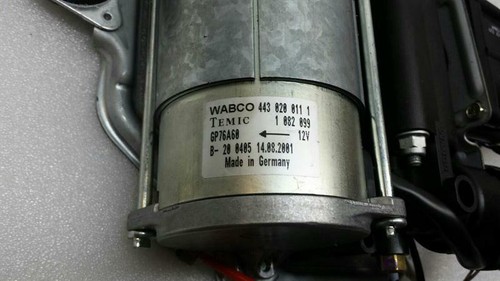 WABCO 443 020 011 1
TEMIC 1 082 099
GP76A60 ← 12V
B- 20 0405 14.08.2001
Made in Germany